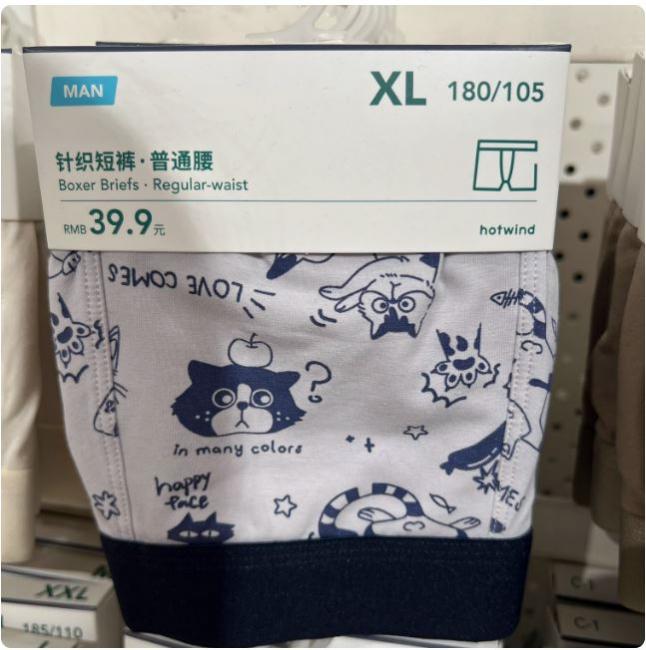 MAN
XL 180/105
针织短裤·普通腰
Boxer Briefs · Regular-waist
RMB 39.9元
hotwind
LOVE COMES
?
in many colors
happy
face
MES
XXL
185/110
C-1
C-1